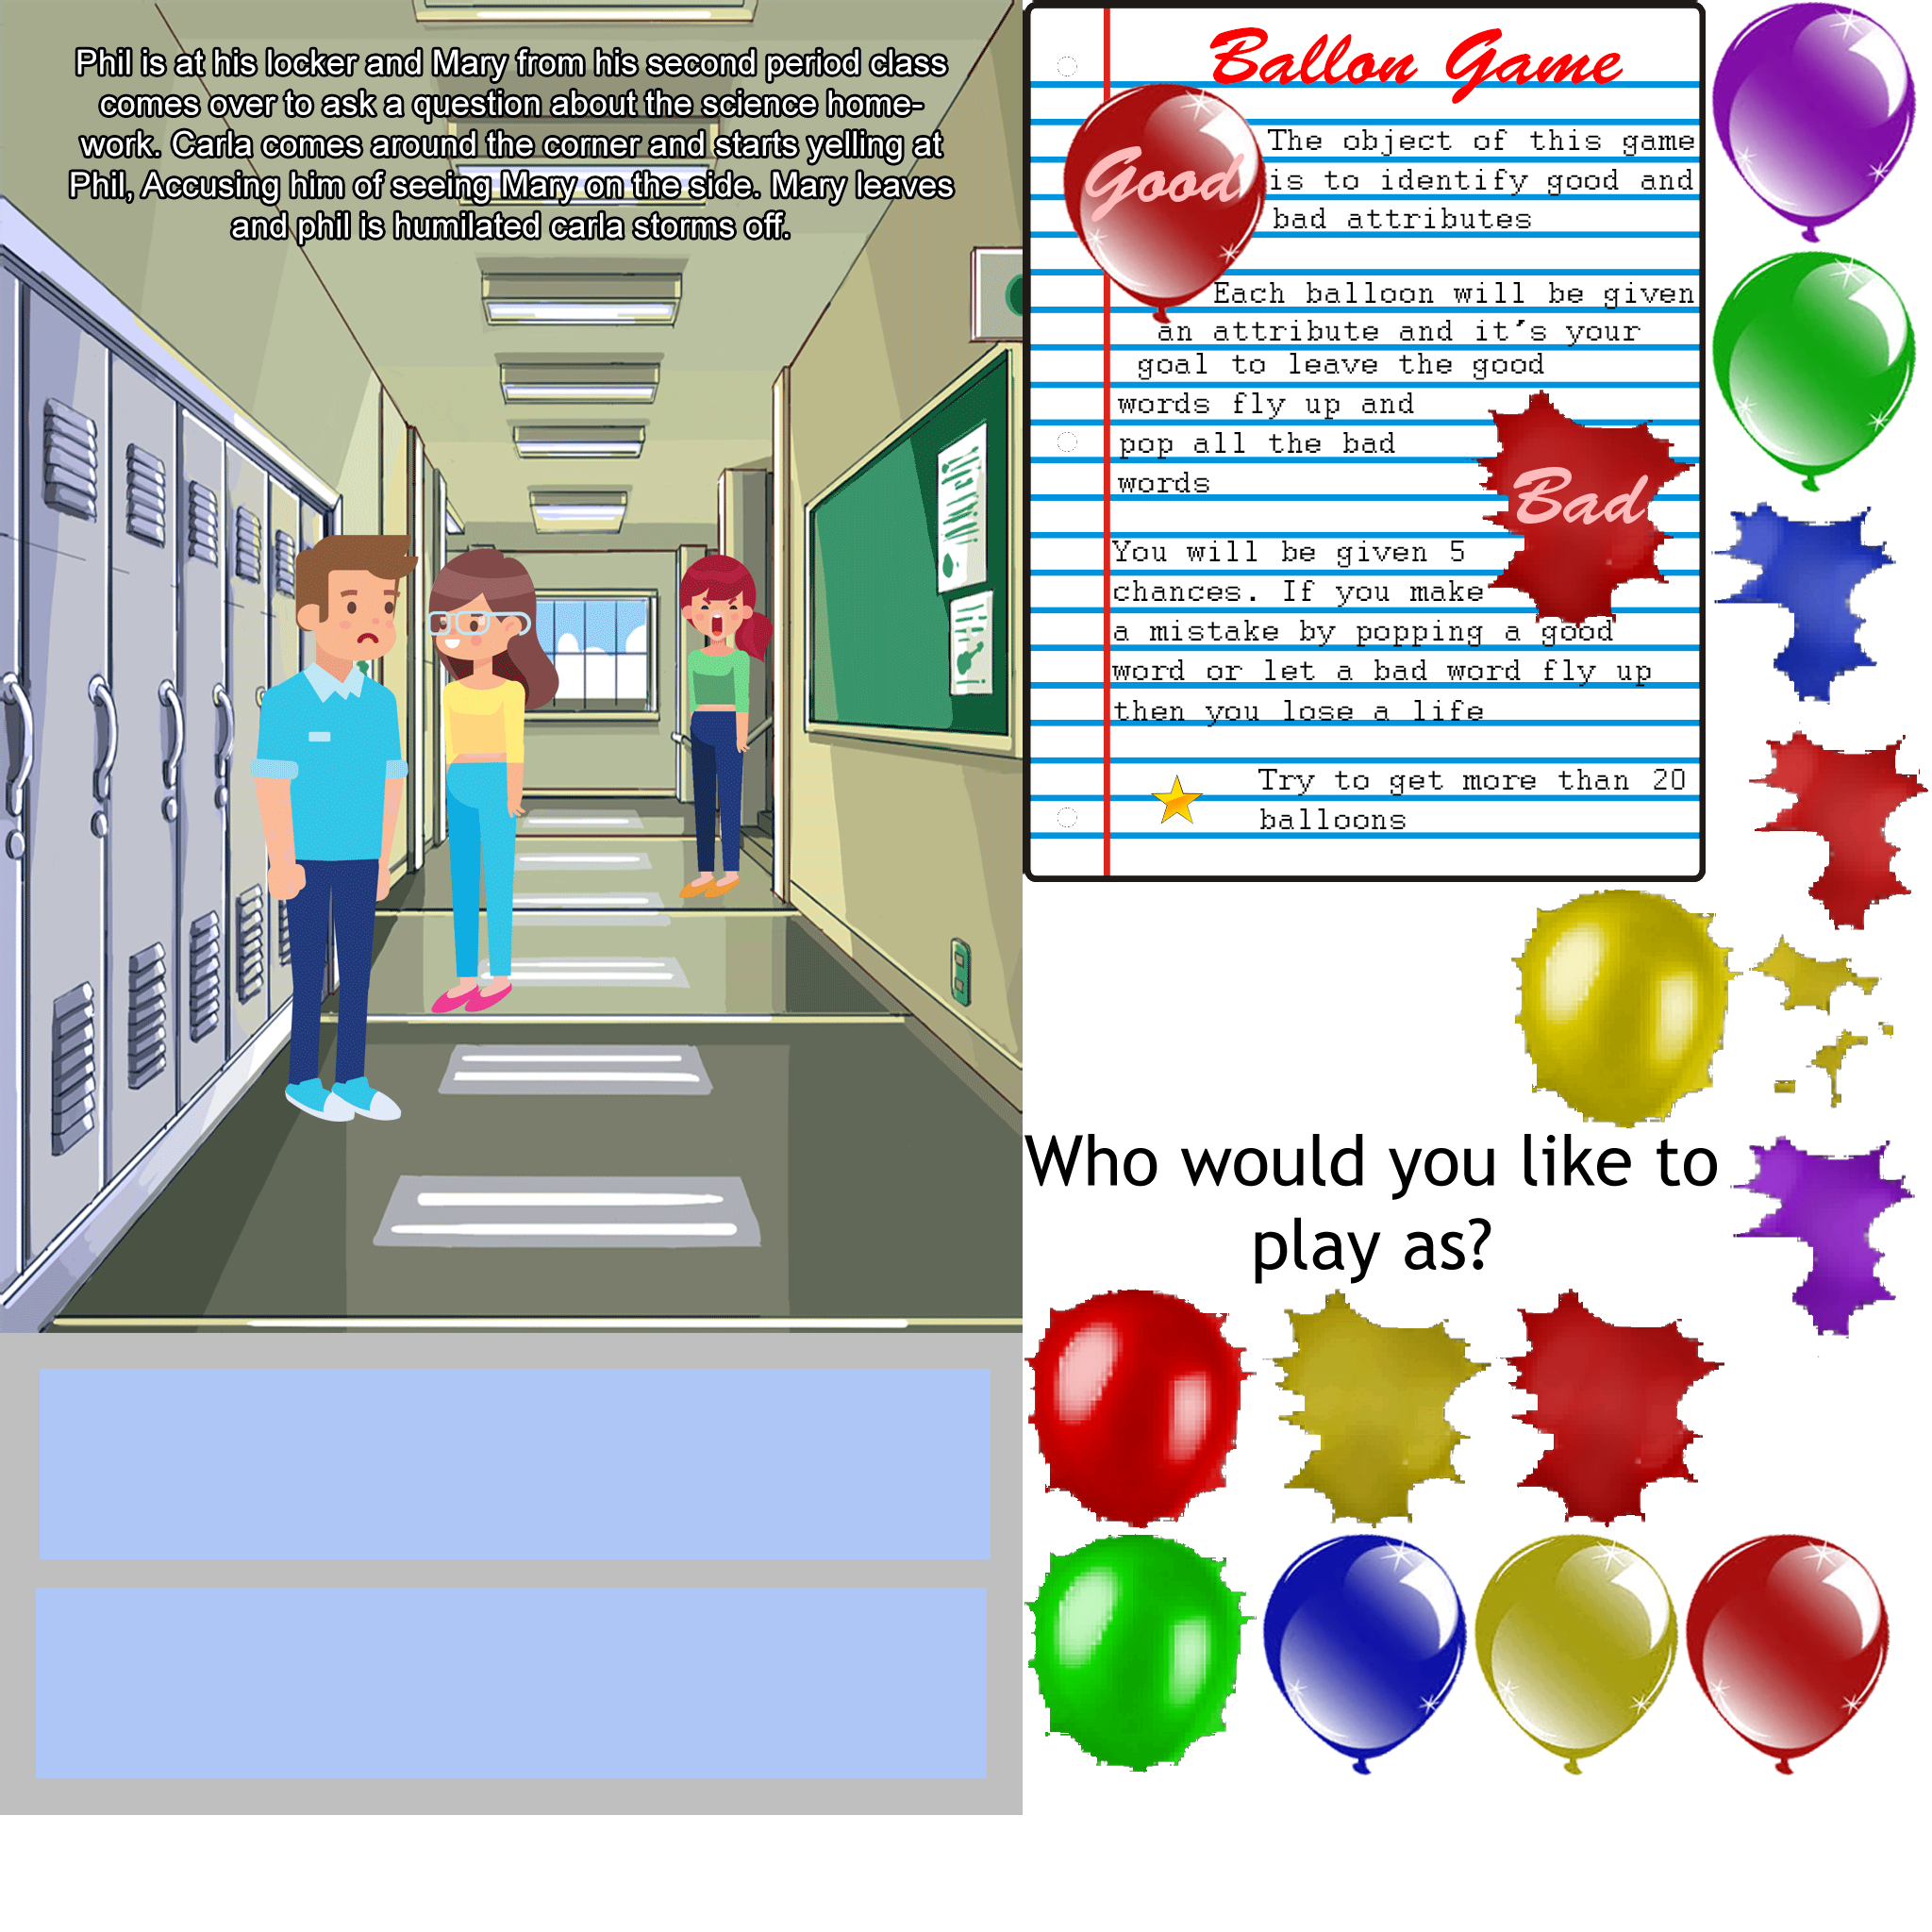 Phil is at his locker and Mary from his second period class
comes over to ask a question about the science home-
work. Carla comes around the corner and starts yelling at
Phil, Accusing him of seeing Mary on the side. Mary leaves
and phil is humilated carla storms off.
Ballon Game
Good
The object of this game
is to identify good and
bad attributes
Each balloon will be given
an attribute and it's your
goal to leave the good
words fly up and
pop all the bad
words
Bad
You will be given 5
chances. If you make
a mistake by popping a good
word or let a bad word fly up
then you lose a life
Try to get more than 20
balloons
Who would you like to
play as?